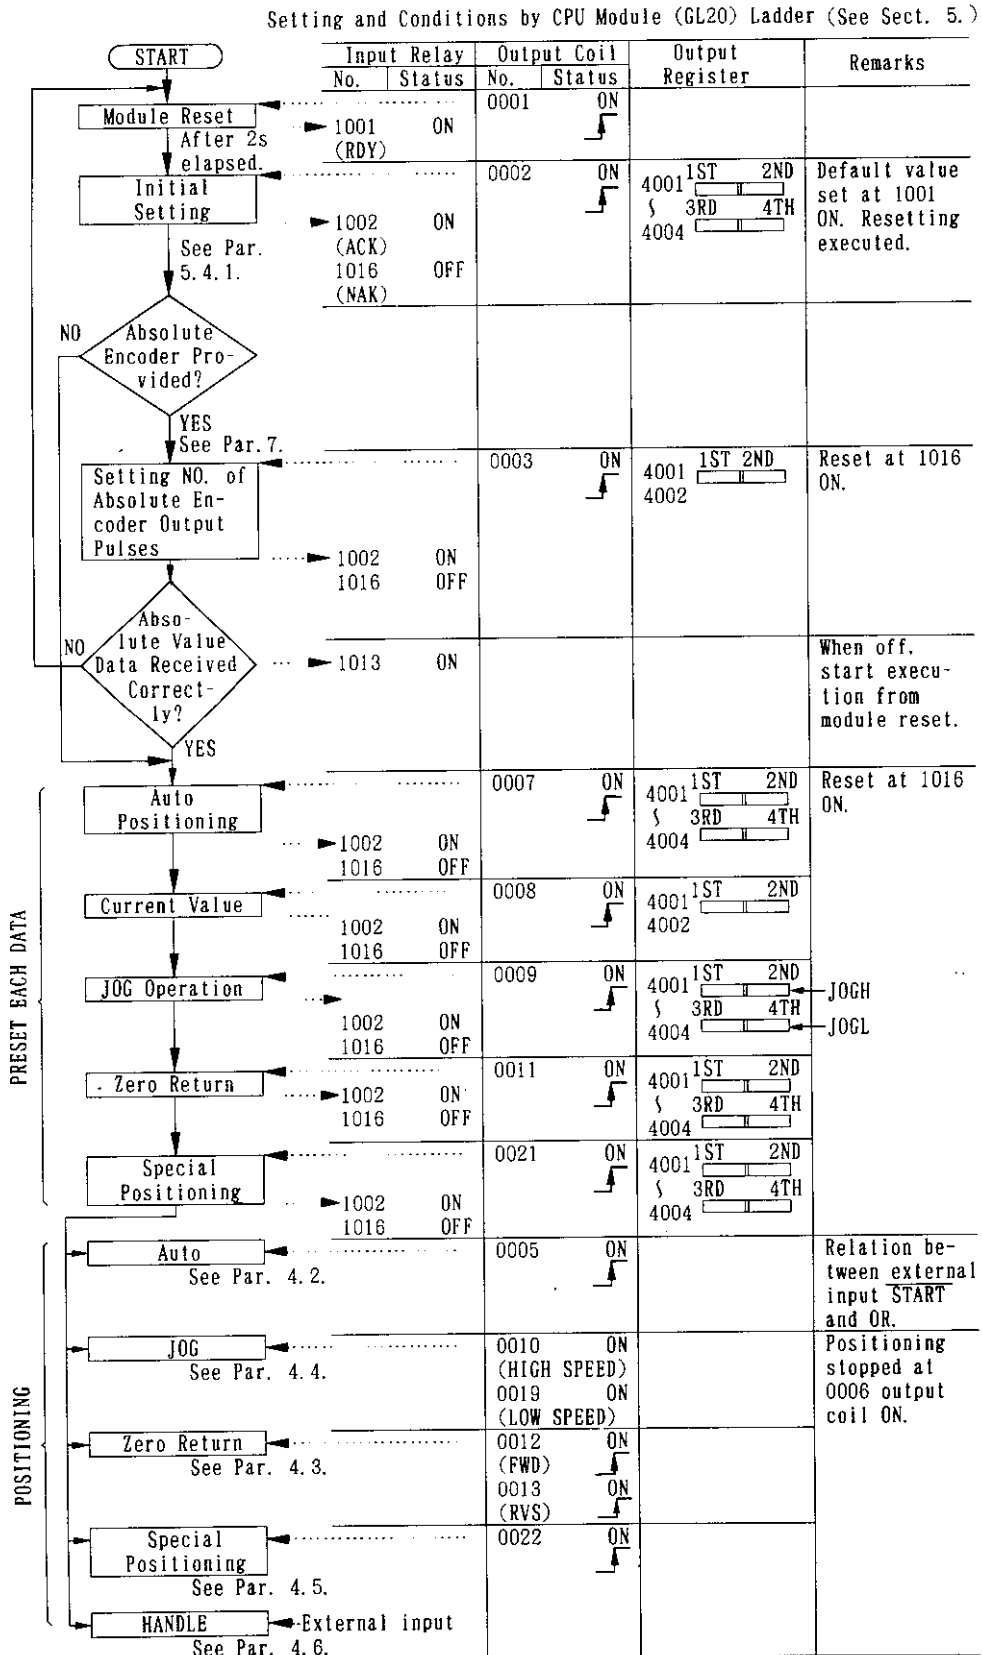 Setting and Conditions by CPU Module (GL20) Ladder (See Sect. 5.)
START
Input Relay Output Coil Output Register Remarks
No. Status No. Status
Module Reset 0001 ON
1001 ON
(RDY)
After 2s
elapsed.
Initial
Setting
0002 ON
4001 1ST 2ND
∫ 3RD 4TH
4004
Default value
set at 1001
ON. Resetting
executed.
1002 ON
(ACK)
1016 OFF
(NAK)
See Par.
5.4.1.
NO
Absolute
Encoder Pro-
vided?
YES
See Par.7.
Setting NO. of
Absolute En-
coder Output
Pulses
0003 ON
1ST 2ND
4001
4002
Reset at 1016
ON.
1002 ON
1016 OFF
NO
Abso-
lute Value
Data Received
Correct-
ly?
1013 ON
When off,
start execu-
tion from
module reset.
YES
PRESET EACH DATA
Auto
Positioning
0007 ON
4001 1ST 2ND
∫ 3RD 4TH
4004
Reset at 1016
ON.
1002 ON
1016 OFF
Current Value
0008 ON
4001 1ST 2ND
4002
1002 ON
1016 OFF
JOG Operation
0009 ON
4001 1ST 2ND
JOGH
∫ 3RD 4TH
4004
JOGL
1002 ON
1016 OFF
Zero Return
0011 ON
4001 1ST 2ND
∫ 3RD 4TH
4004
1002 ON
1016 OFF
Special
Positioning
0021 ON
4001 1ST 2ND
∫ 3RD 4TH
4004
1002 ON
1016 OFF
POSITIONING
Auto
See Par. 4.2.
0005 ON
Relation be-
tween external
input START
and OR.
JOG
See Par. 4.4.
0010 ON
(HIGH SPEED)
0019 ON
(LOW SPEED)
Positioning
stopped at
0006 output
coil ON.
Zero Return
See Par. 4.3.
0012 ON
(FWD)
0013 ON
(RVS)
Special
Positioning
See Par. 4.5.
0022 ON
HANDLE
External input
See Par. 4.6.